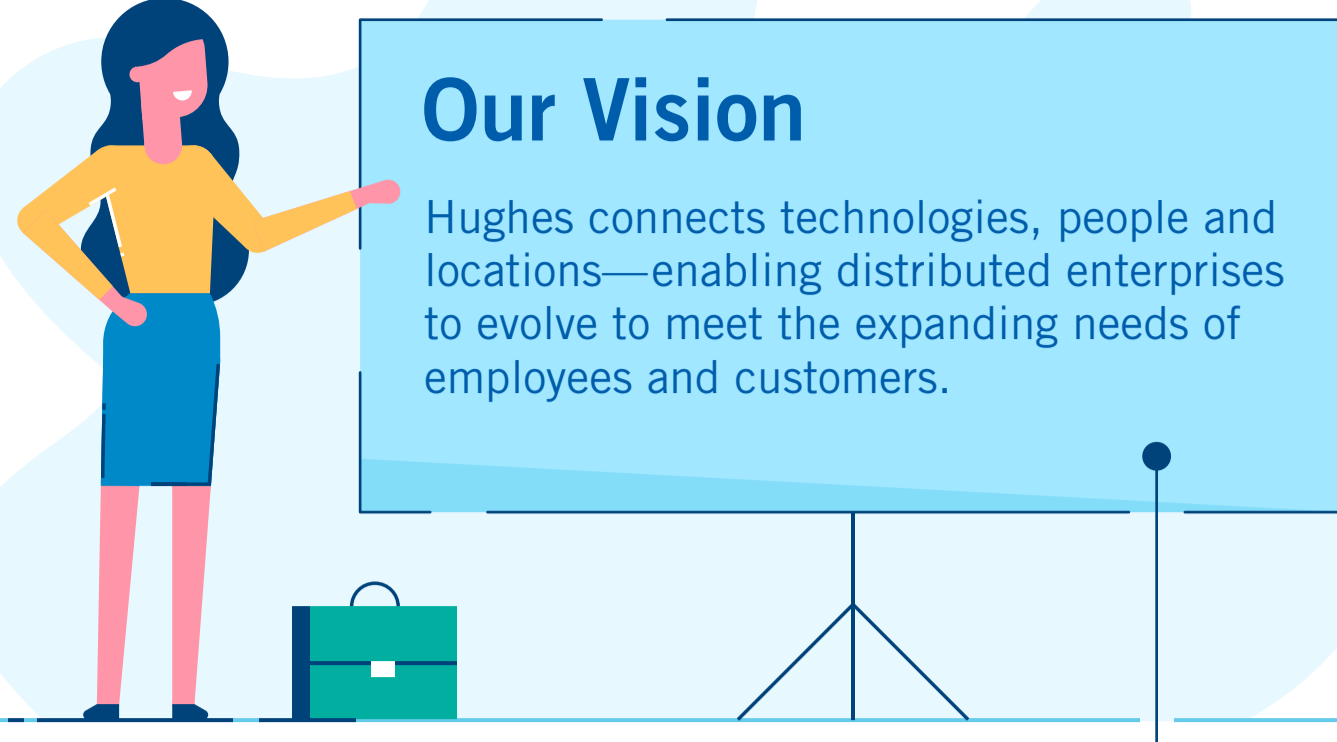 Our Vision
Hughes connects technologies, people and
locations—enabling distributed enterprises
to evolve to meet the expanding needs of
employees and customers.